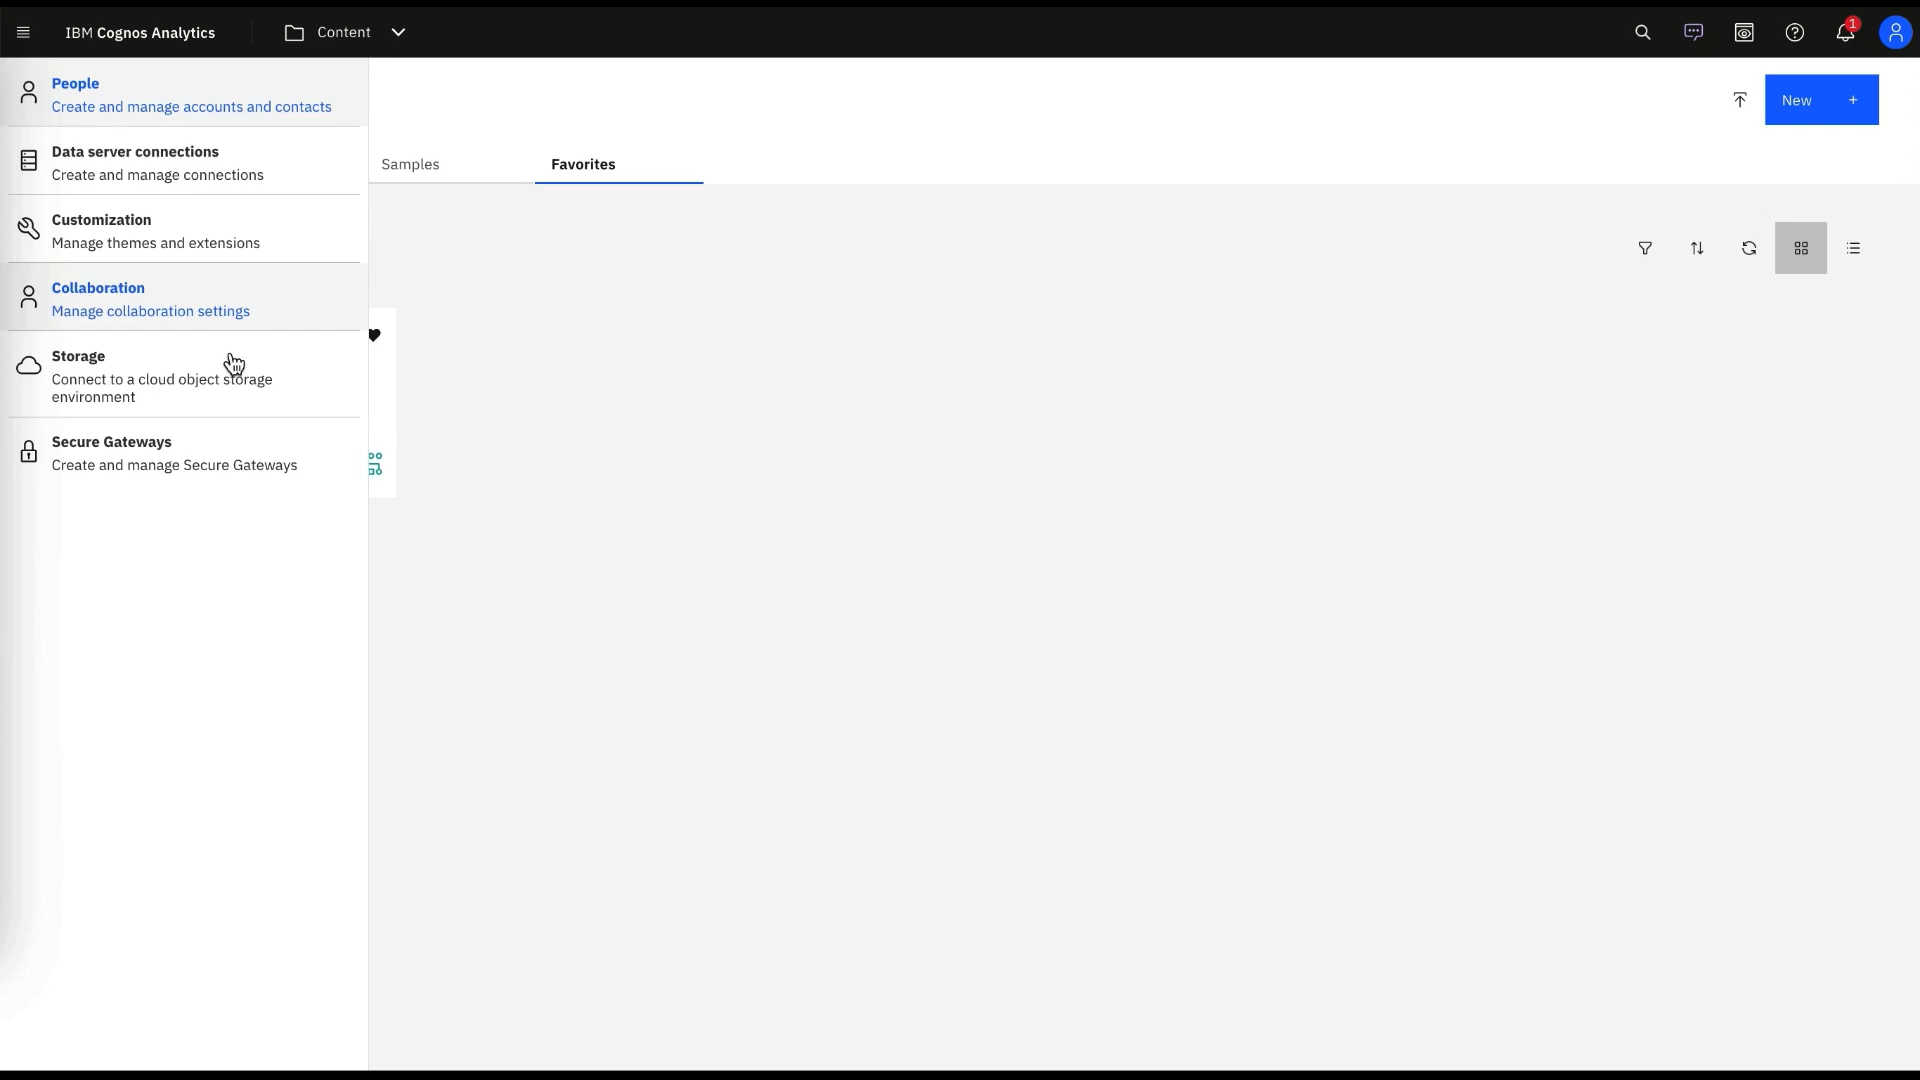 IBM Cognos Analytics
Content
1
People
Create and manage accounts and contacts
New +
Data server connections
Create and manage connections
Samples
Favorites
Customization
Manage themes and extensions
Collaboration
Manage collaboration settings
Storage
Connect to a cloud object storage
environment
Secure Gateways
Create and manage Secure Gateways